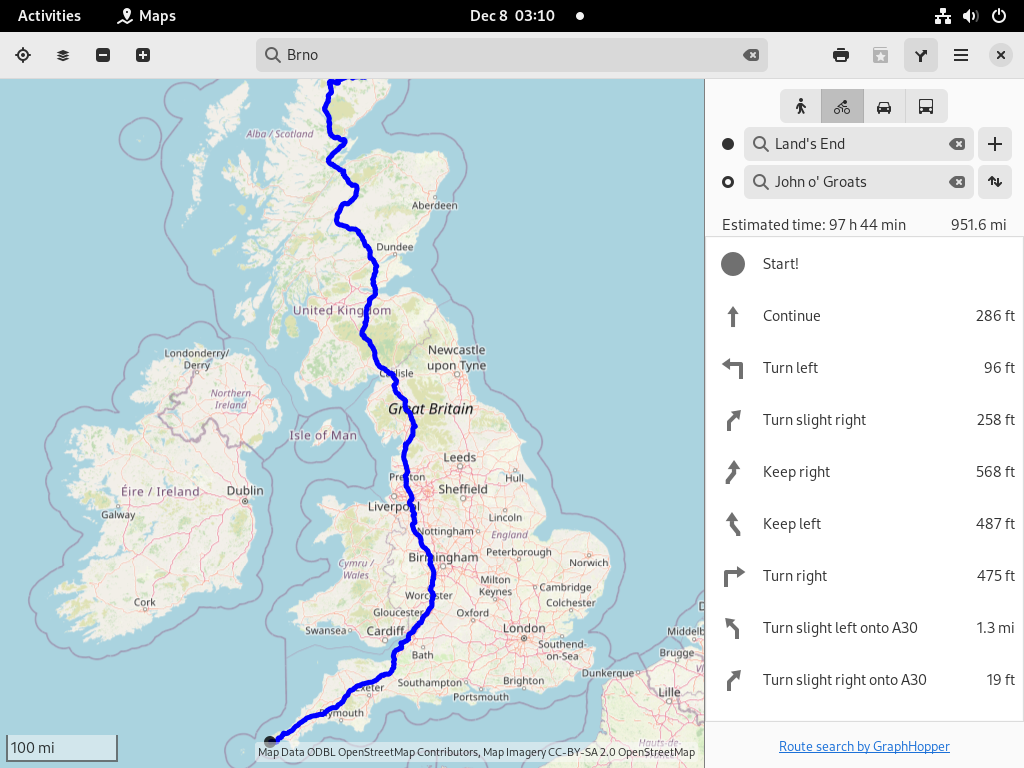 Activities
Maps
Dec 8 03:10
Brno
Land's End
John o' Groats
Estimated time: 97 h 44 min
951.6 mi
Start!
Continue
286 ft
Turn left
96 ft
Turn slight right
258 ft
Keep right
568 ft
Keep left
487 ft
Turn right
475 ft
Turn slight left onto A30
1.3 mi
Turn slight right onto A30
19 ft
Route search by GraphHopper
Alba / Scotland
Aberdeen
Dundee
United Kingdom
Londonderry/
Derry
Newcastle
upon Tyne
Carlisle
Northern
Ireland
Great Britain
Isle of Man
Leeds
Preston
Hull
Éire / Ireland
Dublin
Sheffield
Galway
Liverpool
Lincoln
Nottingham
England
Peterborough
Birmingham
Norwich
Cymru /
Wales
Milton
Keynes
Cambridge
Cork
Worcester
Colchester
Gloucester
Oxford
Swansea
Cardiff
London
Southend-
on-Sea
Bath
Middelb
Brugge
Dunkerque
Southampton
Brighton
Exeter
Portsmouth
Lille
Plymouth
Hauts-de-
100 mi
Map Data ODBL OpenStreetMap Contributors, Map Imagery CC-BY-SA 2.0 OpenStreetMap